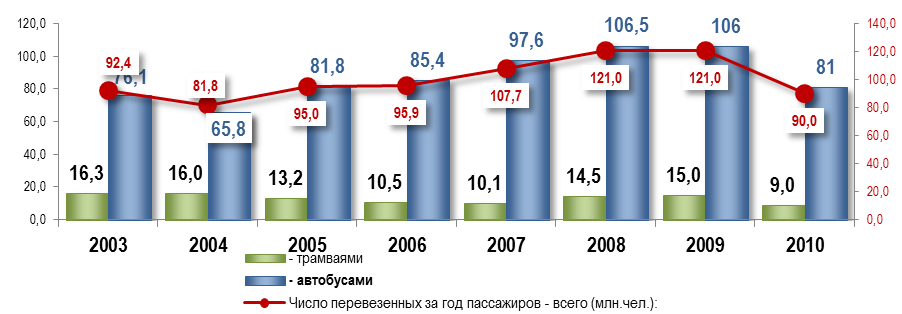 120,0 106,5 106 140,0
92,4 97,6 120,0
100,0 76,1 81,8 81,8 85,4 81 100,0
80,0 121,0 121,0 80,0
60,0 65,8 95,0 95,9 107,7 90,0 60,0
40,0 16,3 16,0 13,2 10,5 10,1 14,5 15,0 9,0 40,0
20,0 20,0
0,0 0,0
2003 2004 2005 2006 2007 2008 2009 2010
- трамваями
- автобусами
Число перевезенных за год пассажиров - всего (млн.чел.):